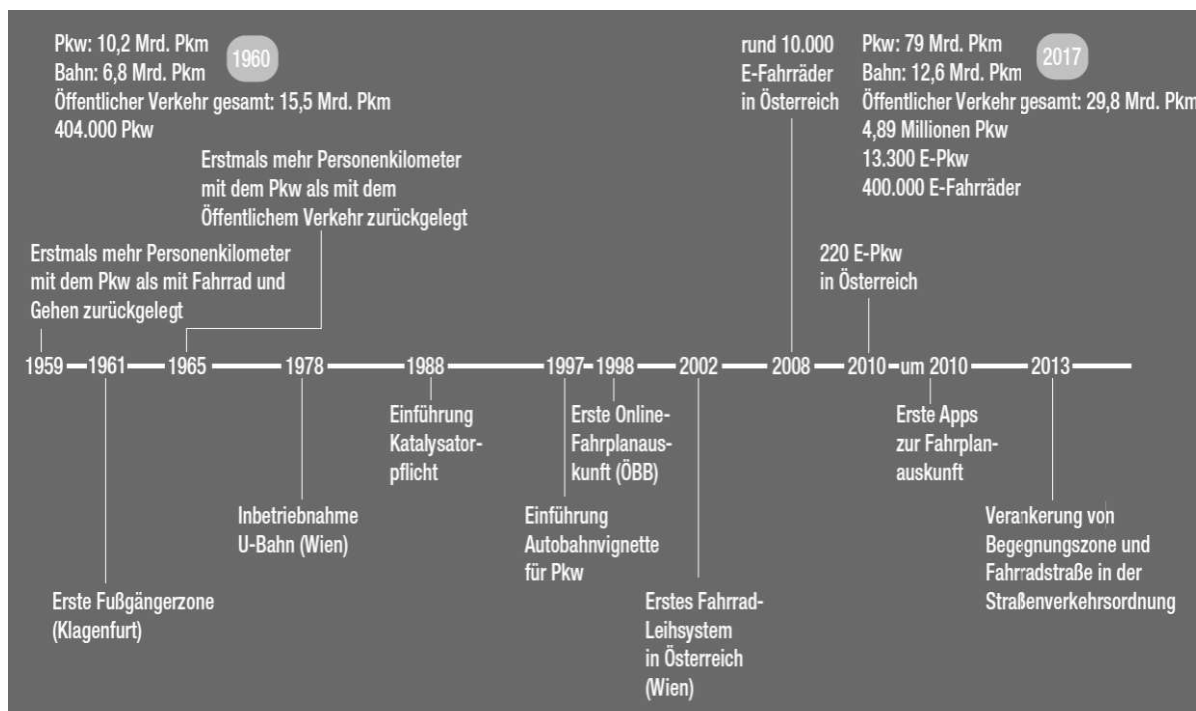 Pkw: 10,2 Mrd. Pkm
Bahn: 6,8 Mrd. Pkm
Öffentlicher Verkehr gesamt: 15,5 Mrd. Pkm
404.000 Pkw
1960
rund 10.000
E-Fahrräder
in Österreich
Pkw: 79 Mrd. Pkm
Bahn: 12,6 Mrd. Pkm
Öffentlicher Verkehr gesamt: 29,8 Mrd. Pkm
4,89 Millionen Pkw
13.300 E-Pkw
400.000 E-Fahrräder
2017
Erstmals mehr Personenkilometer
mit dem Pkw als mit dem
Öffentlichem Verkehr zurückgelegt
Erstmals mehr Personenkilometer
mit dem Pkw als mit Fahrrad und
Gehen zurückgelegt
220 E-Pkw
in Österreich
1959 1961 1965 1978 1988 1997 1998 2002 2008 2010 um 2010 2013
Einführung
Katalysator-
pflicht
Erste Online-
Fahrplanaus-
kunft (ÖBB)
Erste Apps
zur Fahrplan-
auskunft
Inbetriebnahme
U-Bahn (Wien)
Einführung
Autobahnvignette
für Pkw
Verankerung von
Begegnungszone und
Fahrradstraße in der
Straßenverkehrsordnung
Erste Fußgängerzone
(Klagenfurt)
Erstes Fahrrad-
Leihsystem
in Österreich
(Wien)